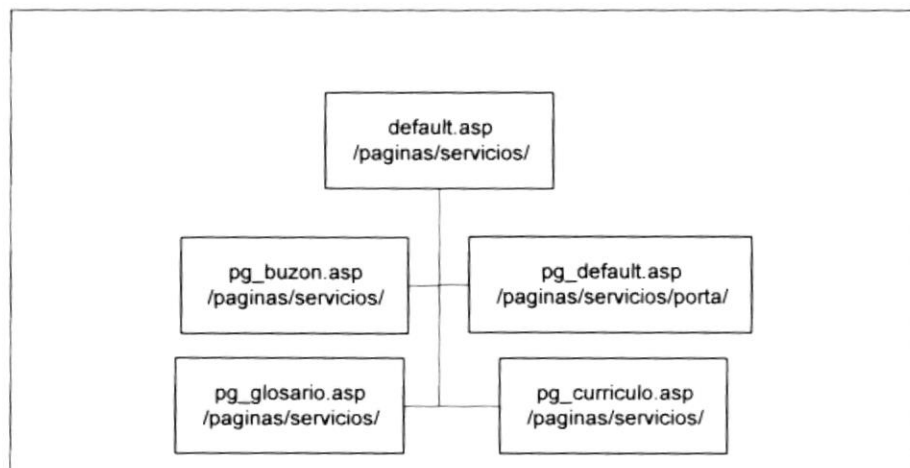 default.asp
/paginas/servicios/
pg_buzon.asp
/paginas/servicios/
pg_default.asp
/paginas/servicios/porta/
pg_glosario.asp
/paginas/servicios/
pg_curriculo.asp
/paginas/servicios/